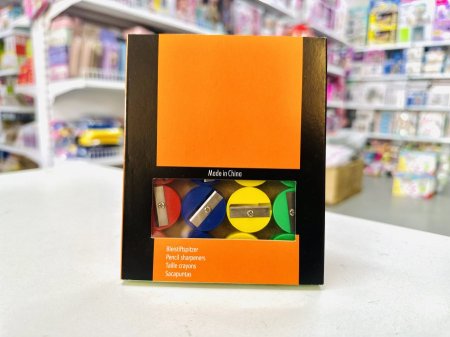 Made in China
Bleistiftspitzer
Pencil sharpeners
Taille crayons
Sacapuntas